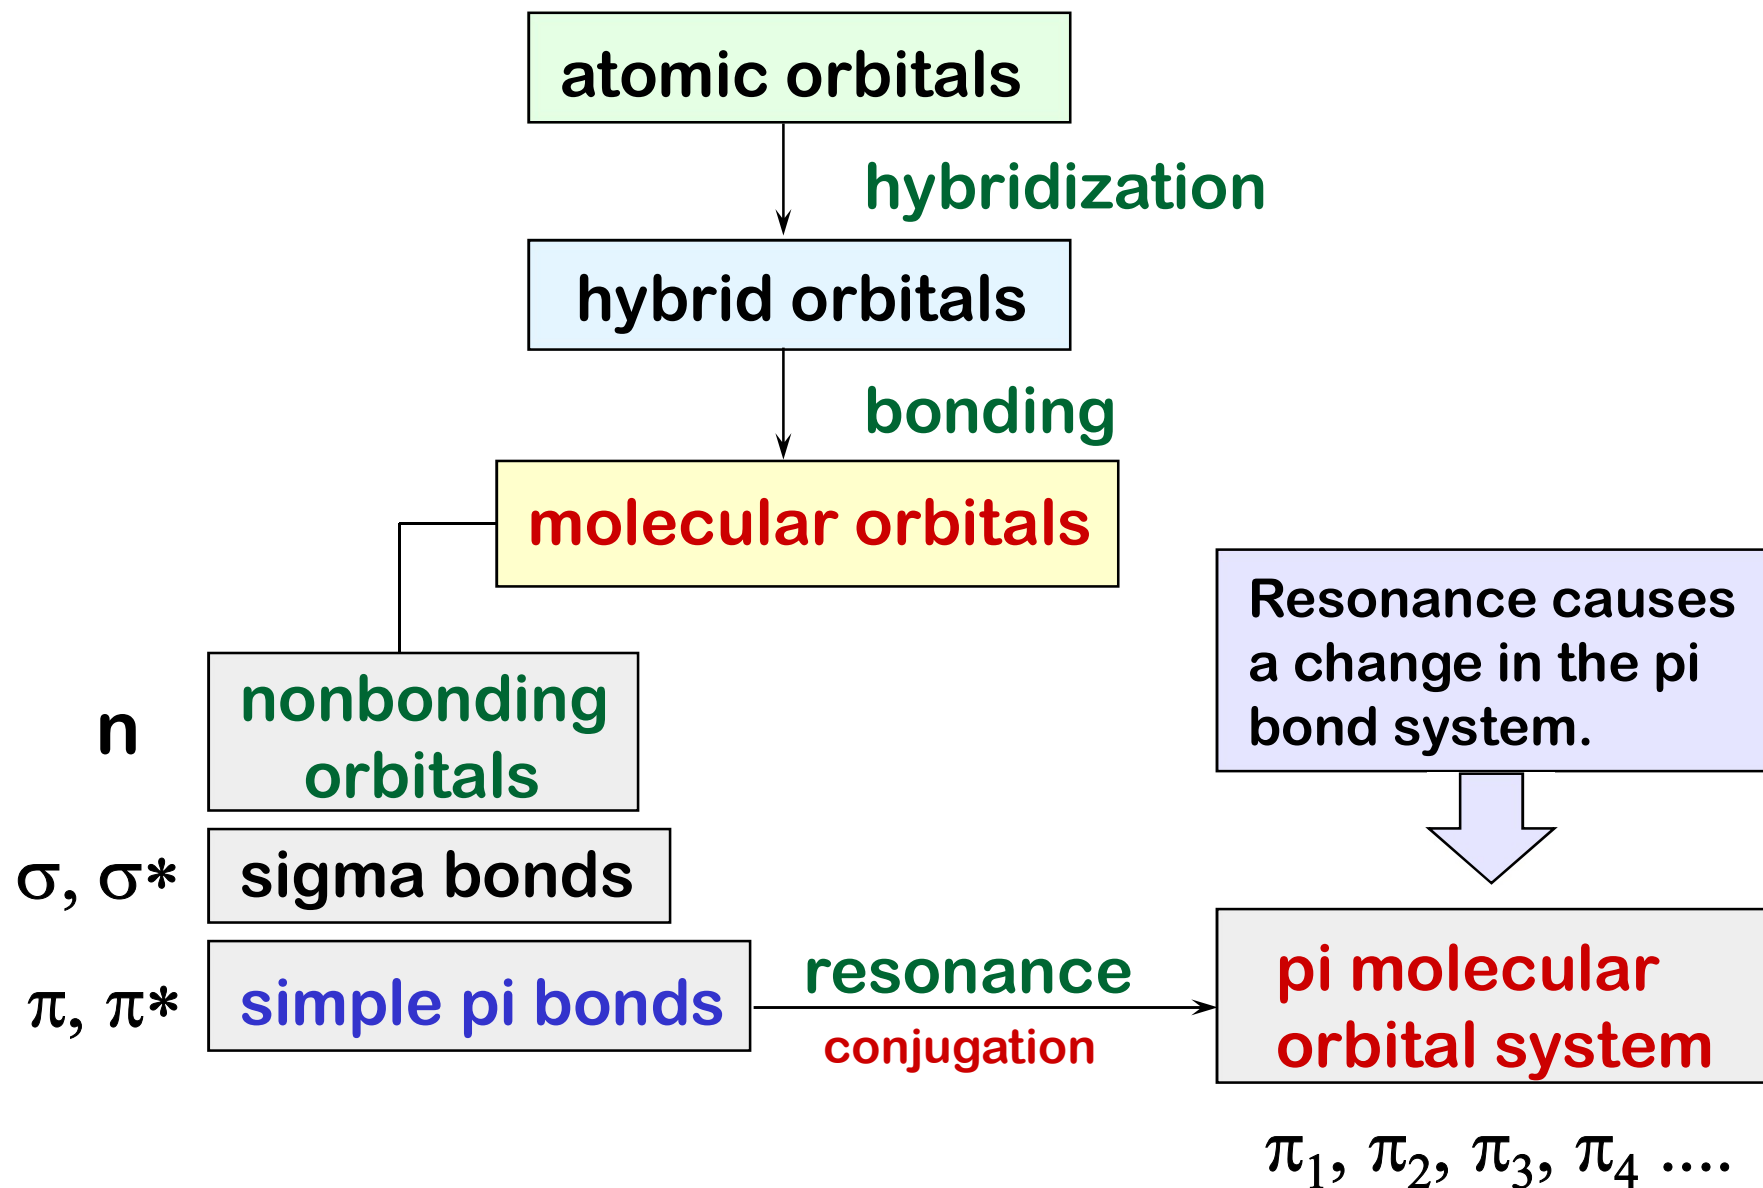 atomic orbitals
hybridization
hybrid orbitals
bonding
molecular orbitals
Resonance causes
a change in the pi
bond system.
n
nonbonding
orbitals
σ, σ*
sigma bonds
π, π*
simple pi bonds
resonance
conjugation
pi molecular
orbital system
π₁, π₂, π₃, π₄ ....